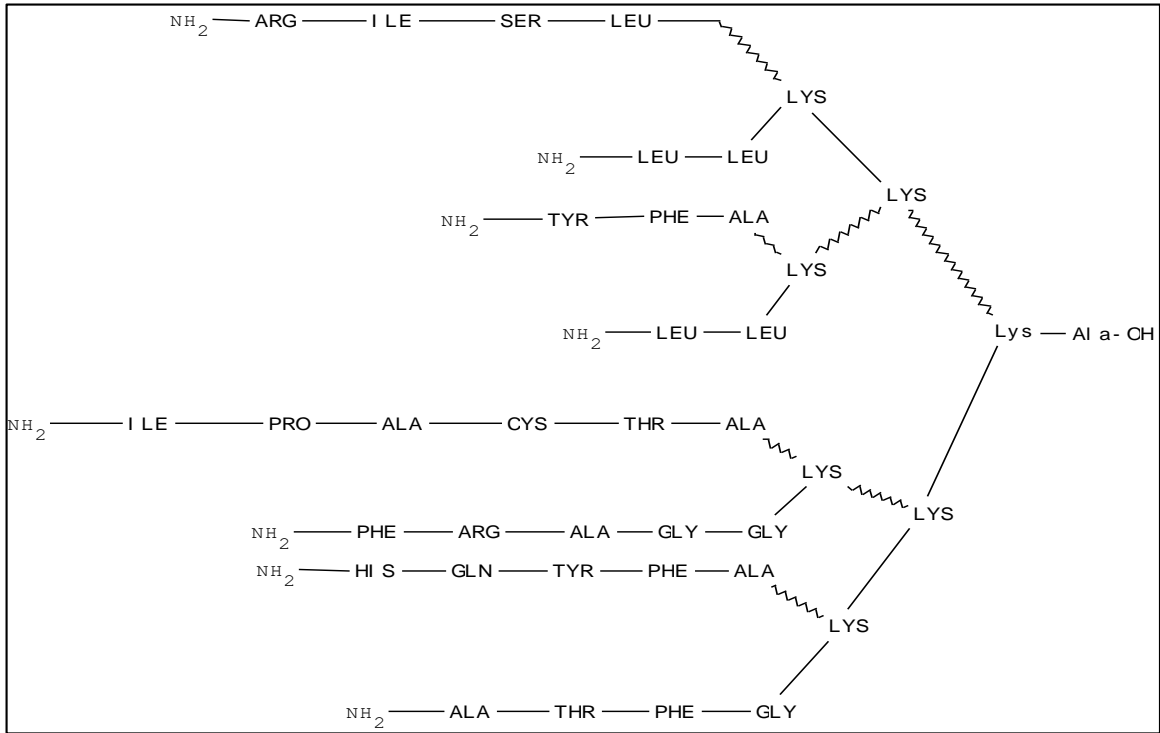 NH2 ARG ILE SER LEU
LYS
NH2 LEU LEU
LYS
NH2 TYR PHE ALA
LYS
NH2 LEU LEU
Lys Ala-OH
NH2 ILE PRO ALA CYS THR ALA
LYS
LYS
NH2 PHE ARG ALA GLY GLY
NH2 HIS GLN TYR PHE ALA
LYS
NH2 ALA THR PHE GLY